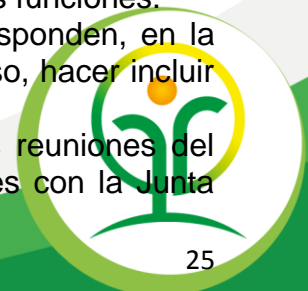 s funciones.
sponden, en la
so, hacer incluir
reuniones del
es con la Junta
25